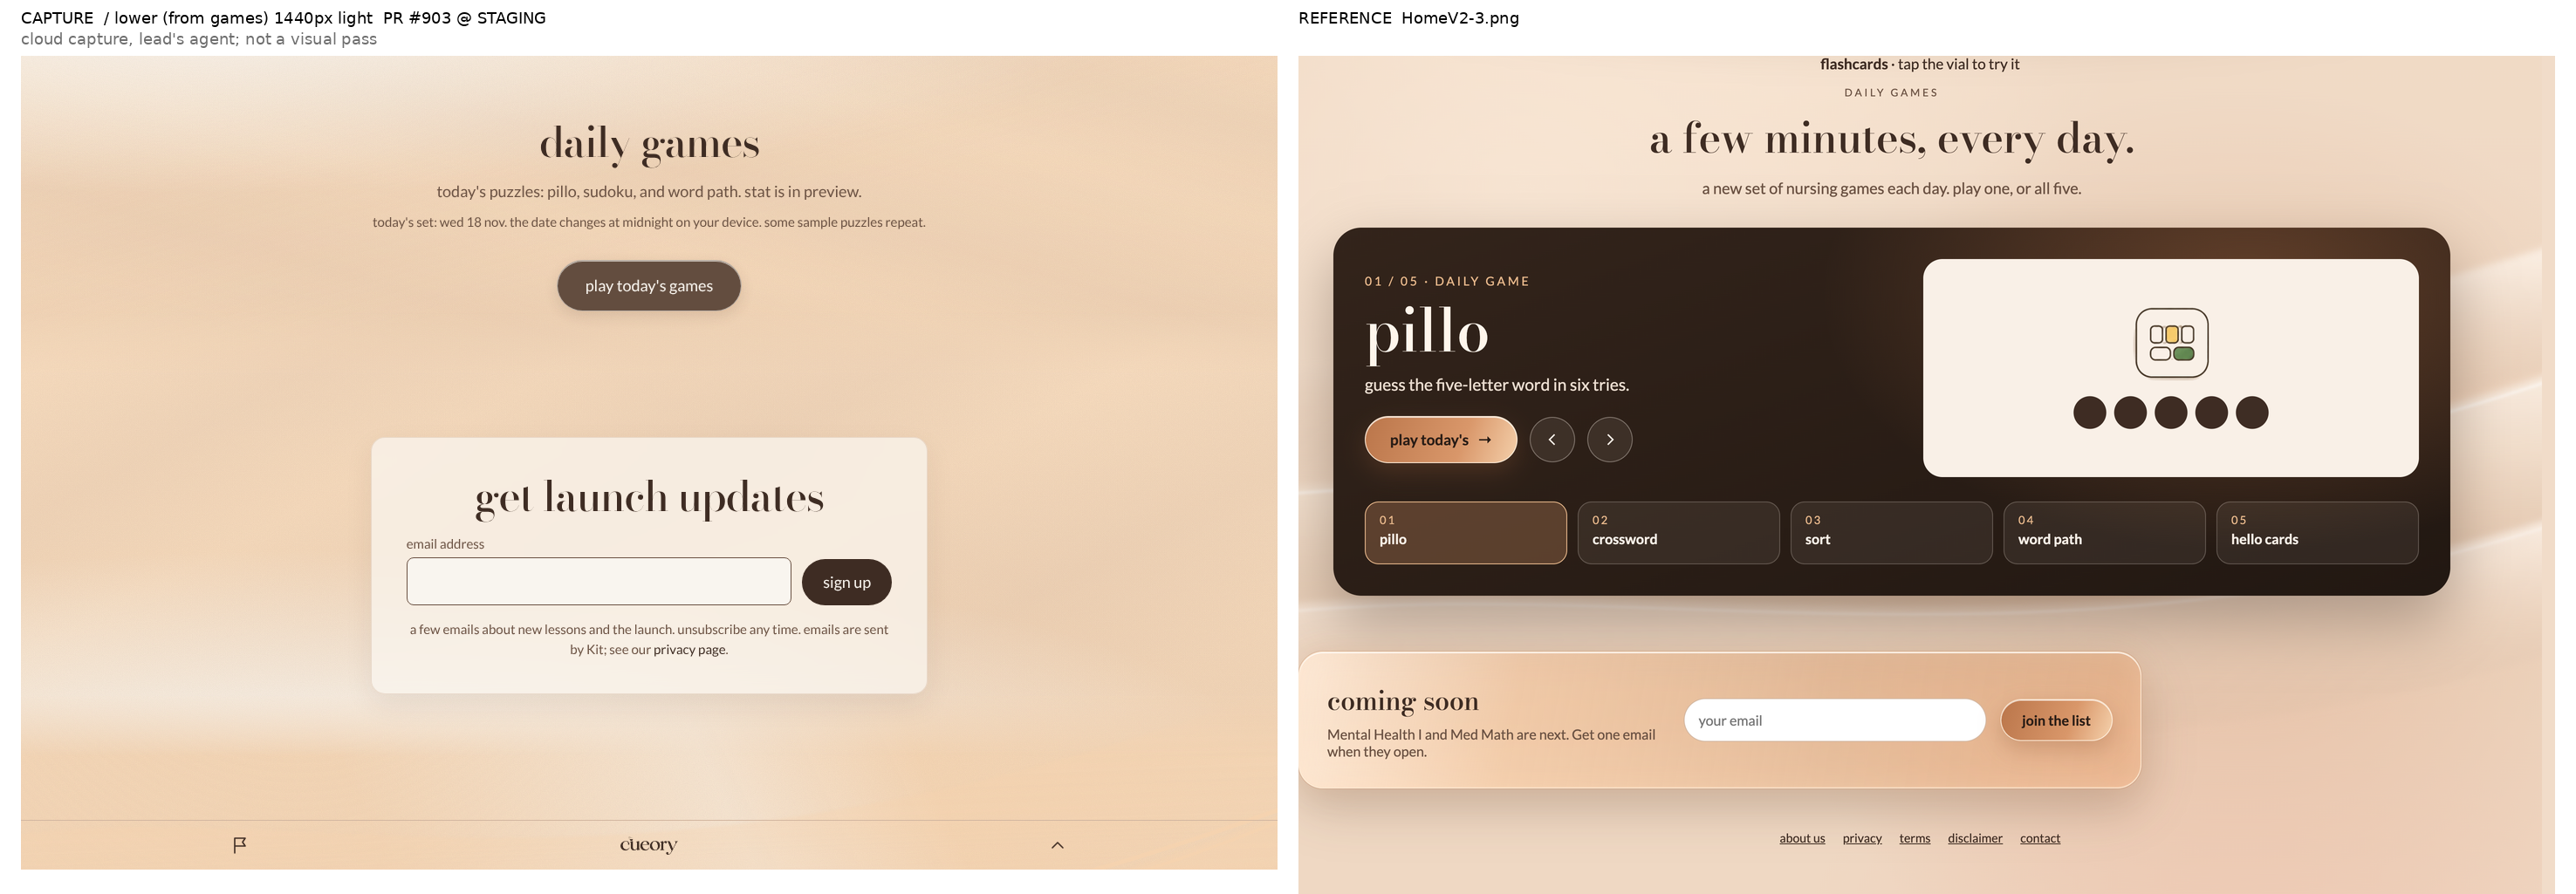 CAPTURE / lower (from games) 1440px light PR #903 @ STAGING
cloud capture, lead's agent; not a visual pass
daily games
today's puzzles: pillo, sudoku, and word path. stat is in preview.
today's set: wed 18 nov. the date changes at midnight on your device. some sample puzzles repeat.
play today's games
get launch updates
email address
sign up
a few emails about new lessons and the launch. unsubscribe any time. emails are sent
by Kit; see our privacy page.
cueory
REFERENCE HomeV2-3.png
flashcards · tap the vial to try it
DAILY GAMES
a few minutes, every day.
a new set of nursing games each day. play one, or all five.
01 / 05 · DAILY GAME
pillo
guess the five-letter word in six tries.
play today's →
01
pillo
02
crossword
03
sort
04
word path
05
hello cards
coming soon
Mental Health I and Med Math are next. Get one email
when they open.
your email
join the list
about us privacy terms disclaimer contact